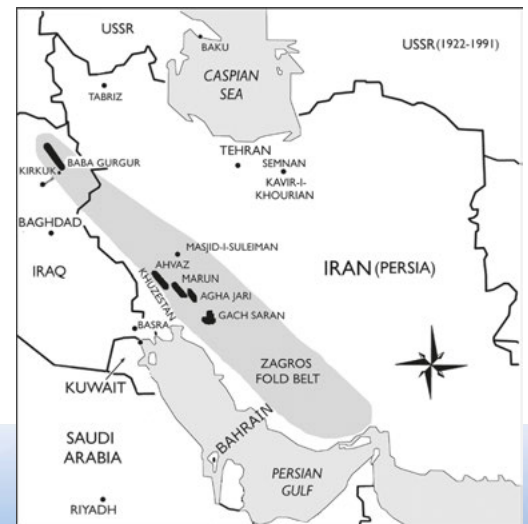 USSR
BAKU
USSR (1922-1991)
CASPIAN
SEA
TABRIZ
TEHRAN
SEMNAN
KAVIR-I
-KHOURIAN
BABA GURGUR
KIRKUK
BAGHDAD
MASJID-I-SULEIMAN
AHVAZ
IRAQ
MARUN
IRAN (PERSIA)
AGHA JARI
KHUZESTAN
GACH SARAN
BASRA
ZAGROS
FOLD BELT
KUWAIT
BAHRAIN
SAUDI
ARABIA
PERSIAN
GULF
RIYADH